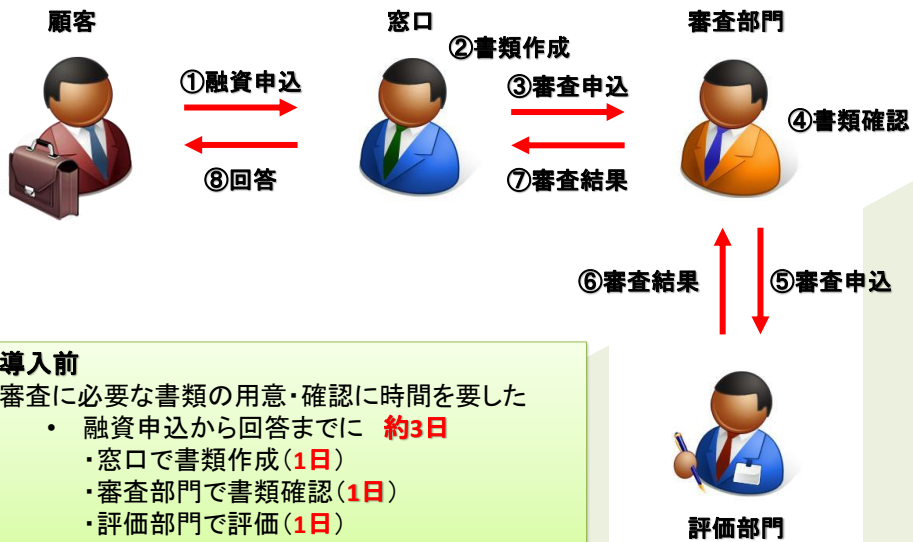 顧客
窓口
審査部門
②書類作成
①融資申込
③審査申込
④書類確認
⑧回答
⑦審査結果
⑥審査結果
⑤審査申込
導入前
審査に必要な書類の用意・確認に時間を要した
• 融資申込から回答までに 約3日
・窓口で書類作成(1日)
・審査部門で書類確認(1日)
・評価部門で評価(1日)
評価部門